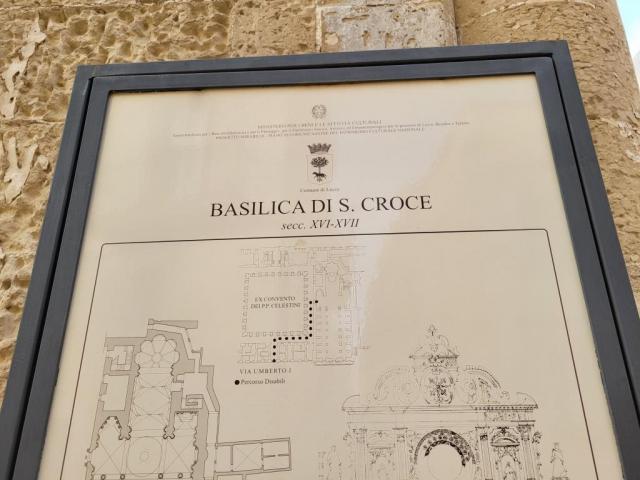 MINISTERO PER I BENI E LE ATTIVITÀ CULTURALI
Comune di Lecce
BASILICA DI S. CROCE
secc. XVI-XVII
EX CONVENTO
DEI P.P. CELESTINI
VIA UMBERTO I
Percorso Disabili